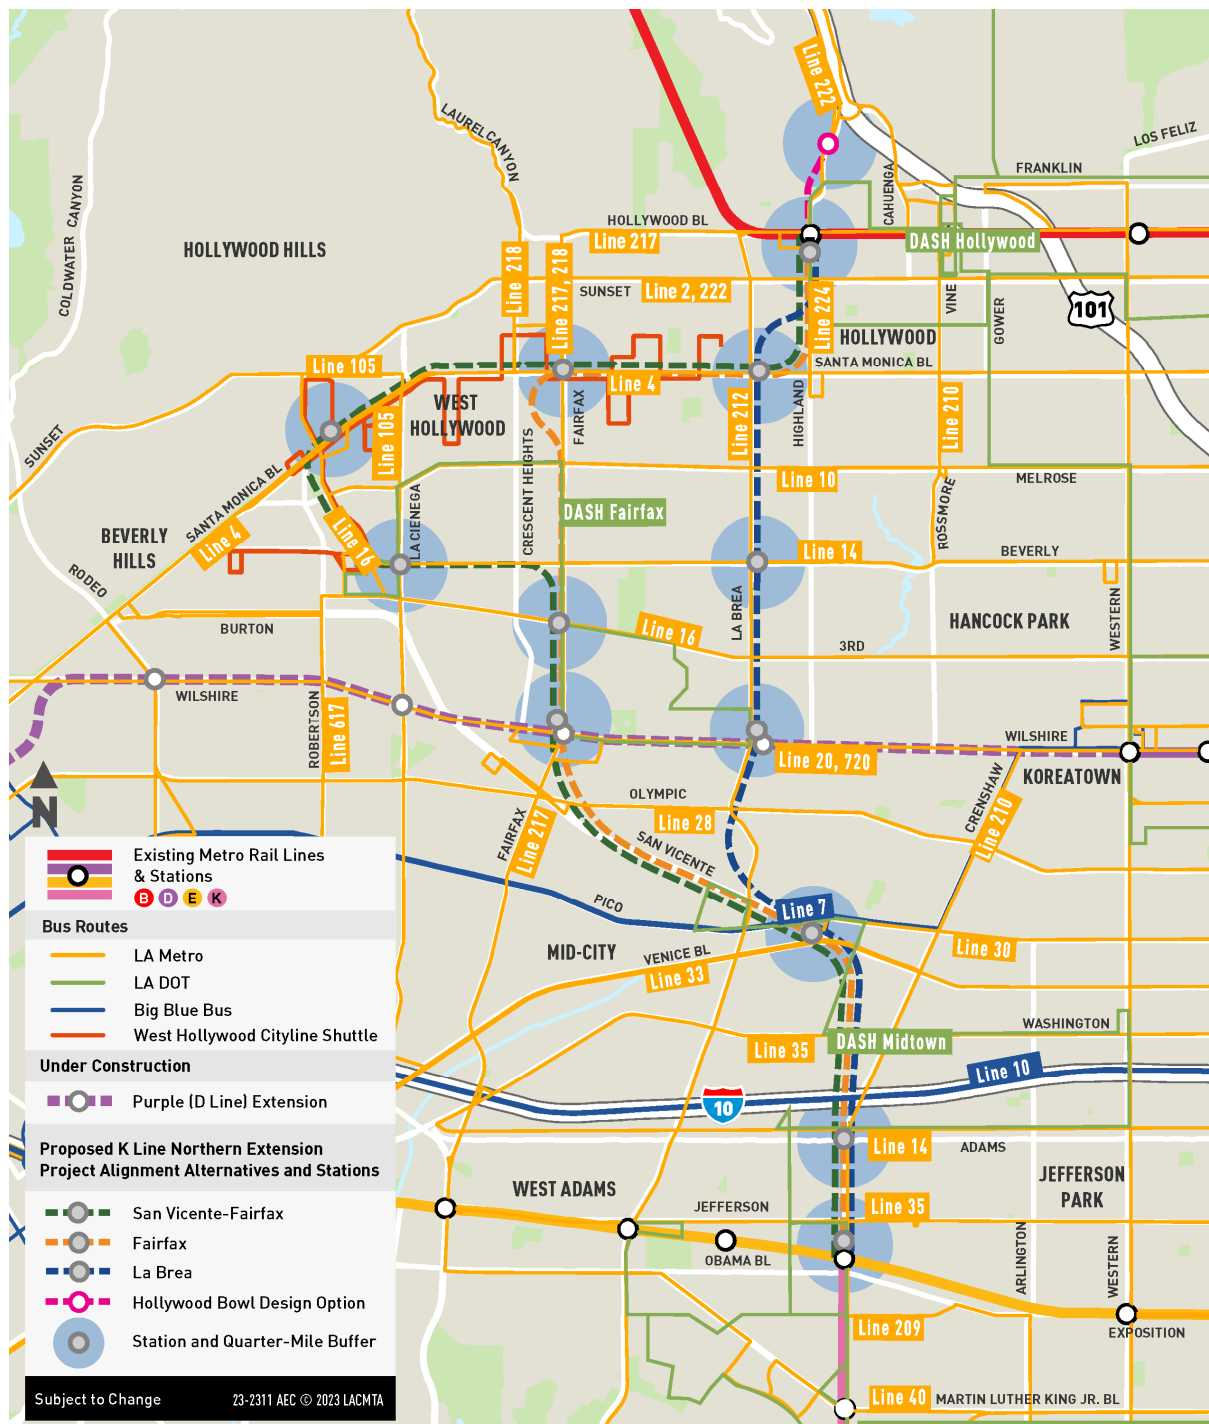 Line 222
LAUREL CANYON
LOS FELIZ
FRANKLIN
COLDWATER CANYON
CAHUENGA
HOLLYWOOD BL
Line 217
DASH Hollywood
HOLLYWOOD HILLS
Line 218
Line 217, 218
SUNSET
Line 2, 222
Line 224
VINE
GOWER
101
HOLLYWOOD
SANTA MONICA BL
Line 105
Line 4
WEST
HOLLYWOOD
FAIRFAX
Line 212
HIGHLAND
Line 210
Line 105
SUNSET
CRESCENT HEIGHTS
SANTA MONICA BL
Line 10
MELROSE
LA CIENEGA
DASH Fairfax
ROSSMORE
BEVERLY
HILLS
Line 4
Line 16
Line 14
BEVERLY
RODEO
LA BREA
HANCOCK PARK
WESTERN
BURTON
Line 16
3RD
WILSHIRE
ROBERTSON
Line 617
WILSHIRE
Line 20, 720
KOREATOWN
N
OLYMPIC
CRENSHAW
Line 210
Line 28
FAIRFAX
Line 217
SAN VICENTE
PICO
Line 7
MID-CITY
VENICE BL
Line 33
Line 30
WASHINGTON
Line 35
DASH Midtown
Line 10
10
Line 14
ADAMS
WEST ADAMS
JEFFERSON
PARK
JEFFERSON
Line 35
OBAMA BL
ARLINGTON
WESTERN
Line 209
EXPOSITION
Line 40
MARTIN LUTHER KING JR. BL
Existing Metro Rail Lines
& Stations
B D E K
Bus Routes
LA Metro
LA DOT
Big Blue Bus
West Hollywood Cityline Shuttle
Under Construction
Purple (D Line) Extension
Proposed K Line Northern Extension
Project Alignment Alternatives and Stations
San Vicente-Fairfax
Fairfax
La Brea
Hollywood Bowl Design Option
Station and Quarter-Mile Buffer
Subject to Change
23-2311 AEC © 2023 LACMTA